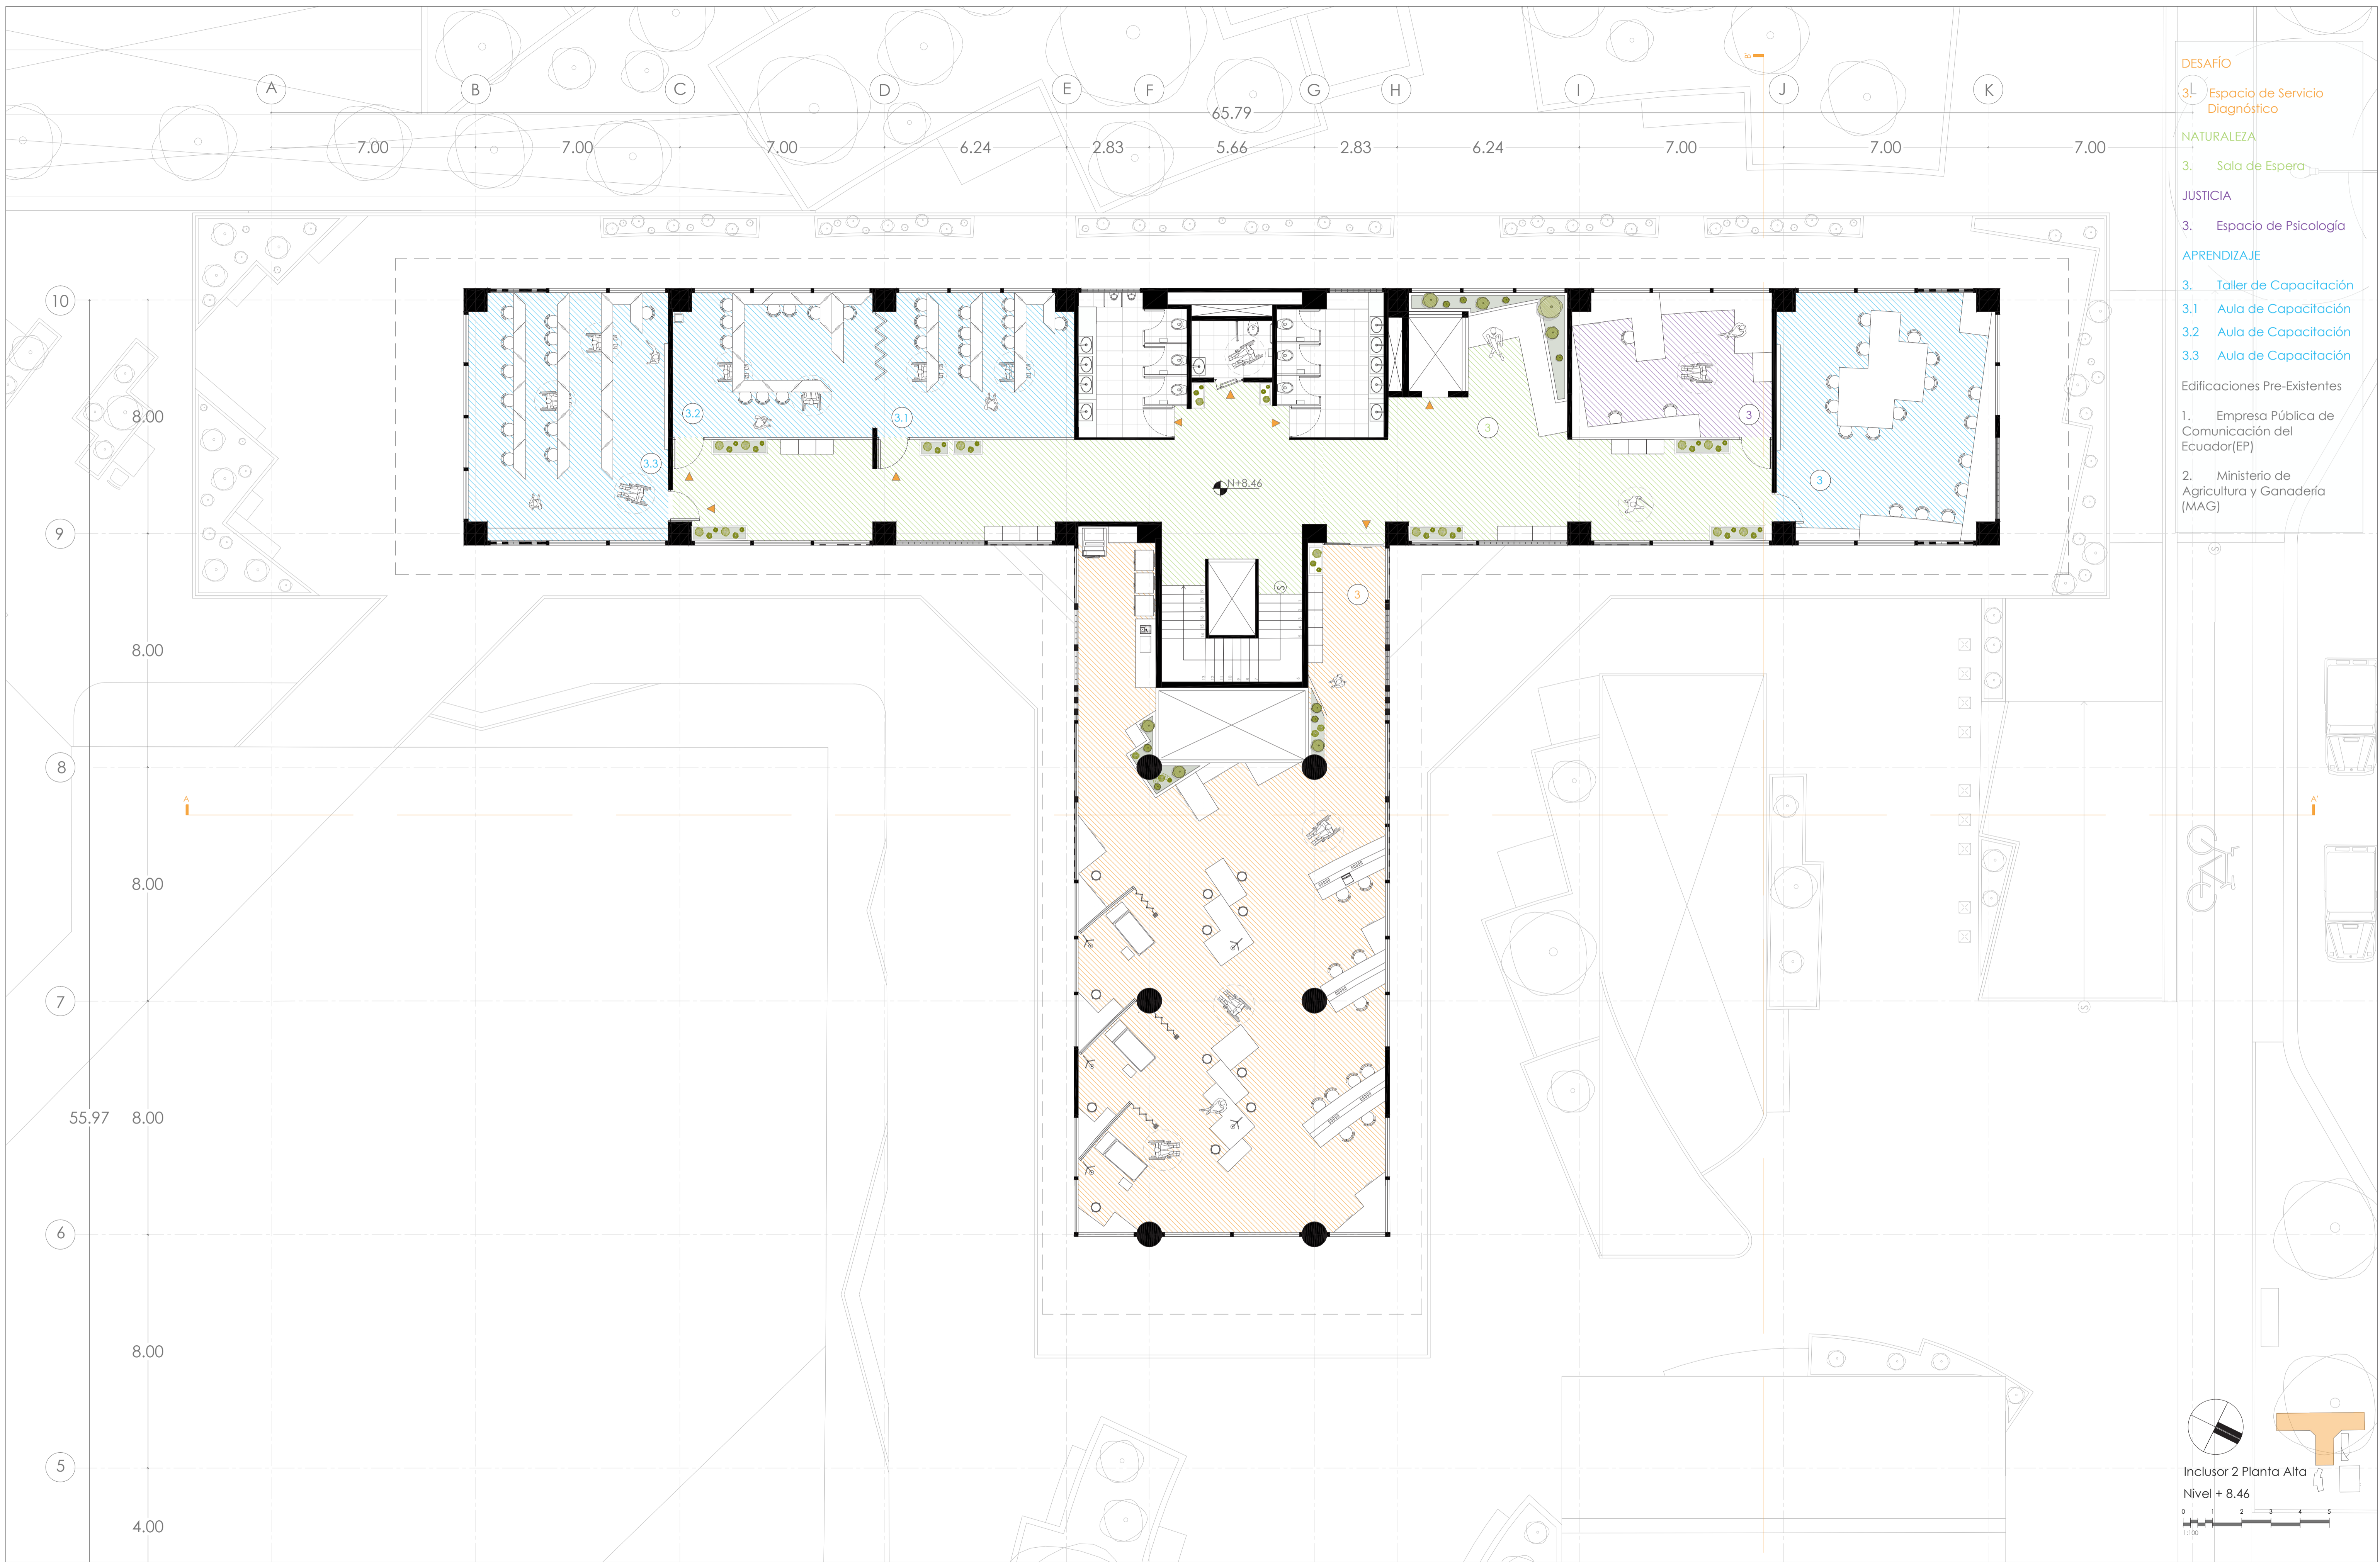 A
B
C
D
E
F
G
H
I
J
K
L
65.79
7.00
7.00
7.00
6.24
2.83
5.66
2.83
6.24
7.00
7.00
7.00
DESAFÍO
3. Espacio de Servicio
Diagnóstico
NATURALEZA
3. Sala de Espera
JUSTICIA
3. Espacio de Psicología
APRENDIZAJE
3. Taller de Capacitación
3.1 Aula de Capacitación
3.2 Aula de Capacitación
3.3 Aula de Capacitación
Edificaciones Pre-Existentes
1. Empresa Pública de
Comunicación del
Ecuador(EP)
2. Ministerio de
Agricultura y Ganadería
(MAG)
10
9
8
7
6
5
8.00
8.00
8.00
8.00
8.00
4.00
55.97
3.3
3.2
3.1
3
3
3
3
N+8.46
S
S
S
A
A'
Inclusor 2 Planta Alta
Nivel + 8.46
0 1 2 3 4 5
1:100